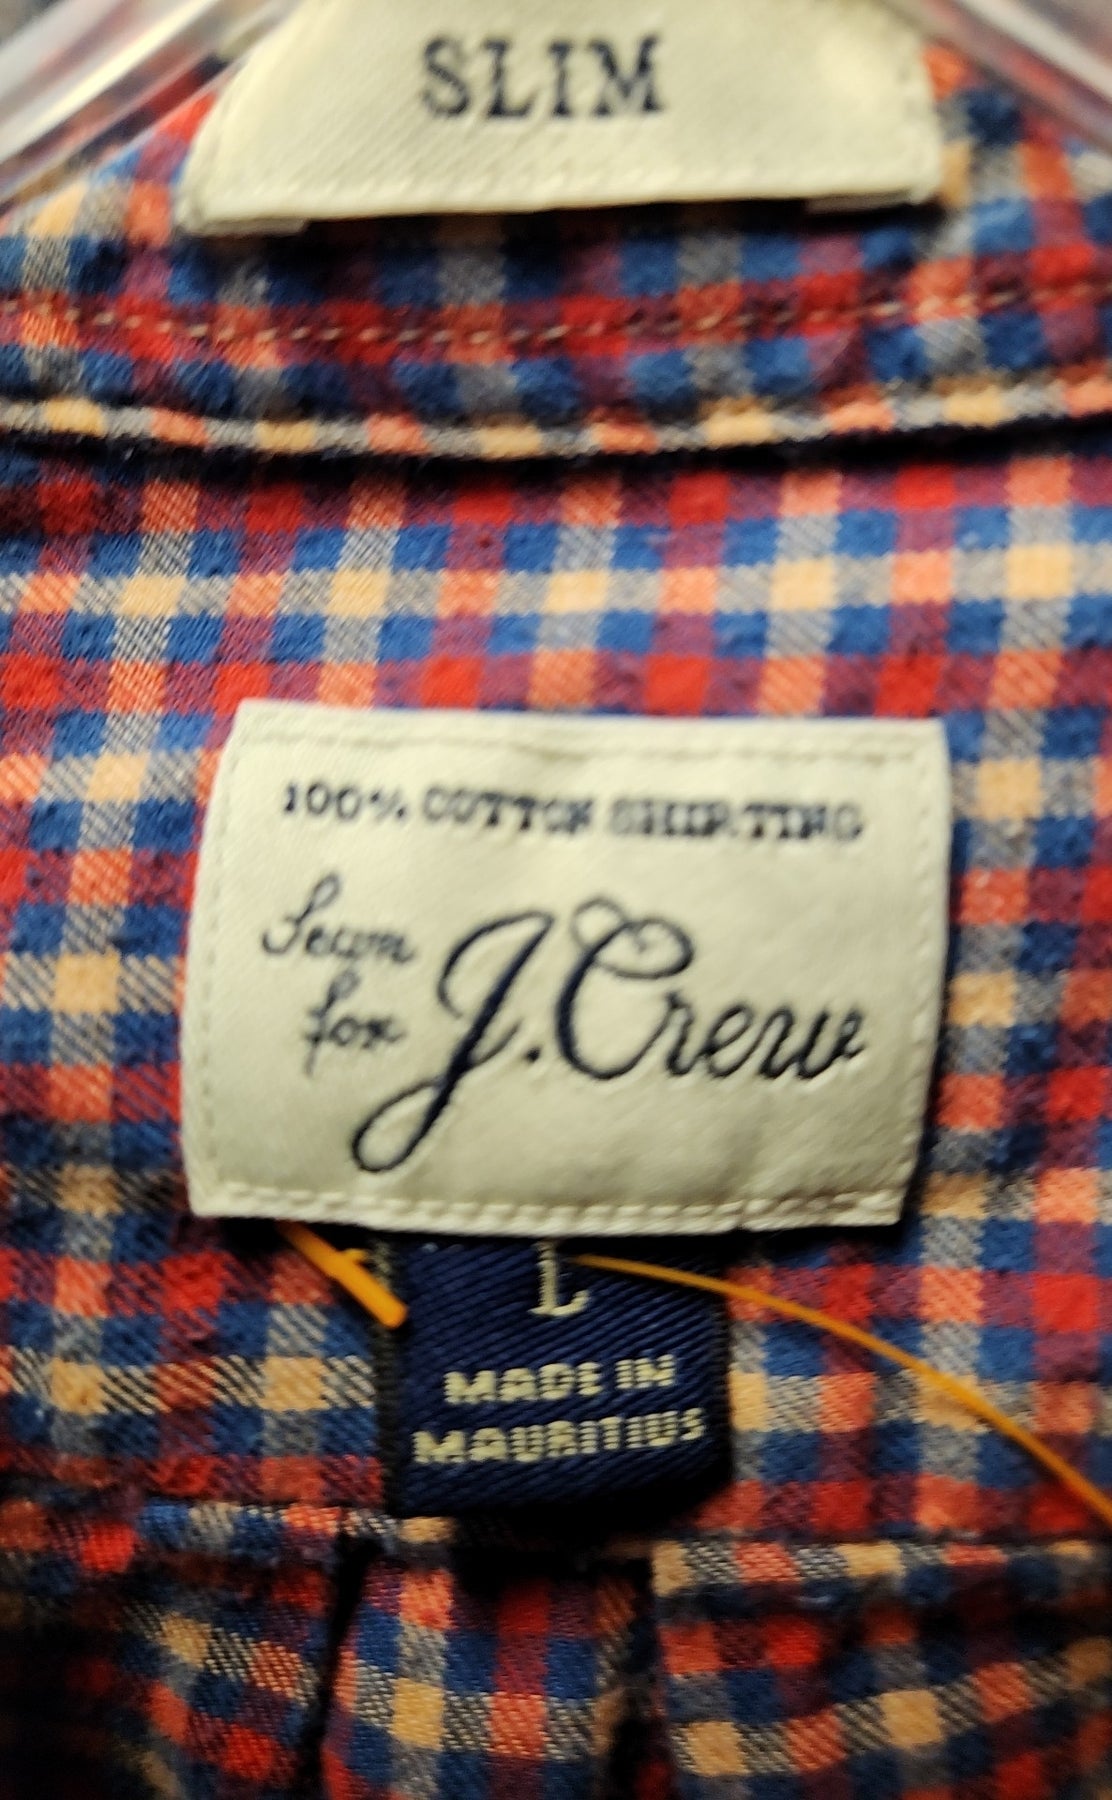 SLIM
100% COTTON SHIRTING
Sewn
for J.Crew
L
MADE IN
MAURITIUS